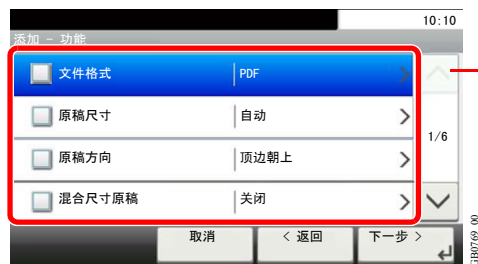 10:10
添加 - 功能
文件格式 PDF
原稿尺寸 自动
1/6
原稿方向 顶边朝上
混合尺寸原稿 关闭
取消 < 返回 下一步 >
GB0769_00